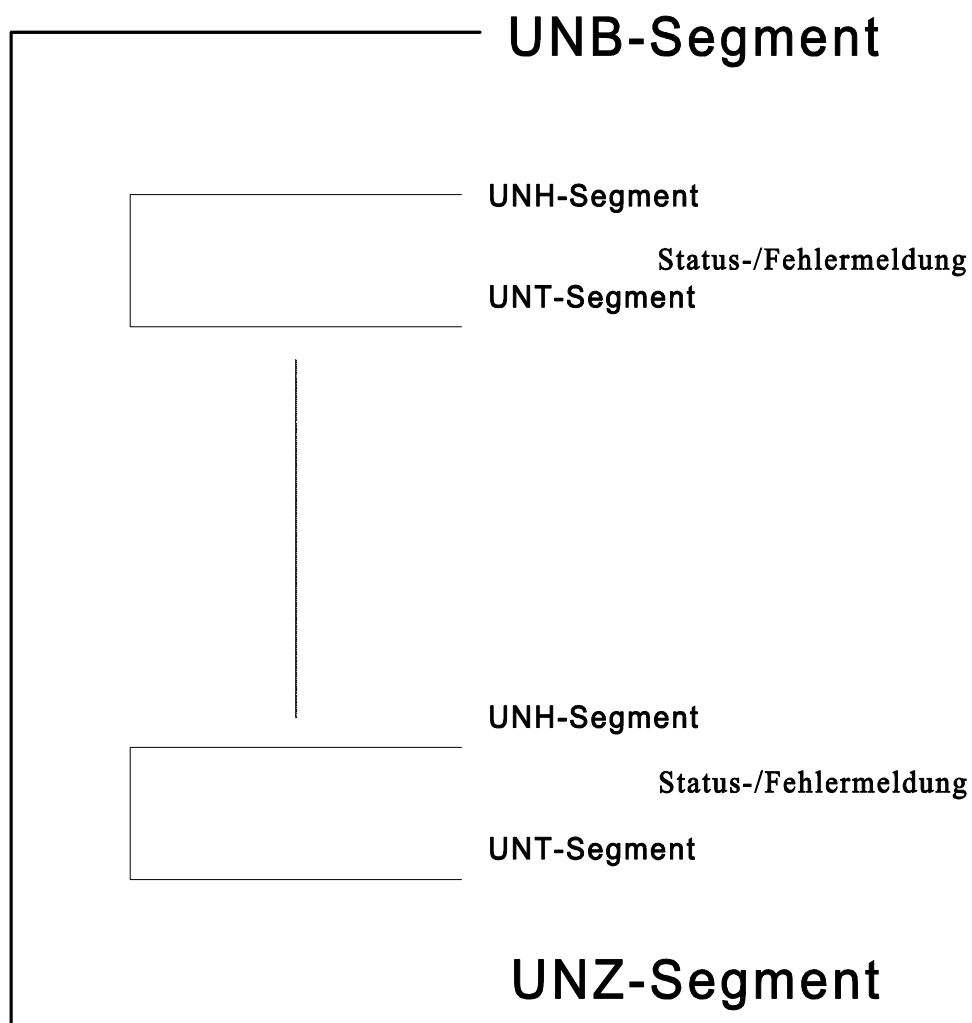 UNB-Segment
UNH-Segment
Status-/Fehlermeldung
UNT-Segment
UNH-Segment
Status-/Fehlermeldung
UNT-Segment
UNZ-Segment